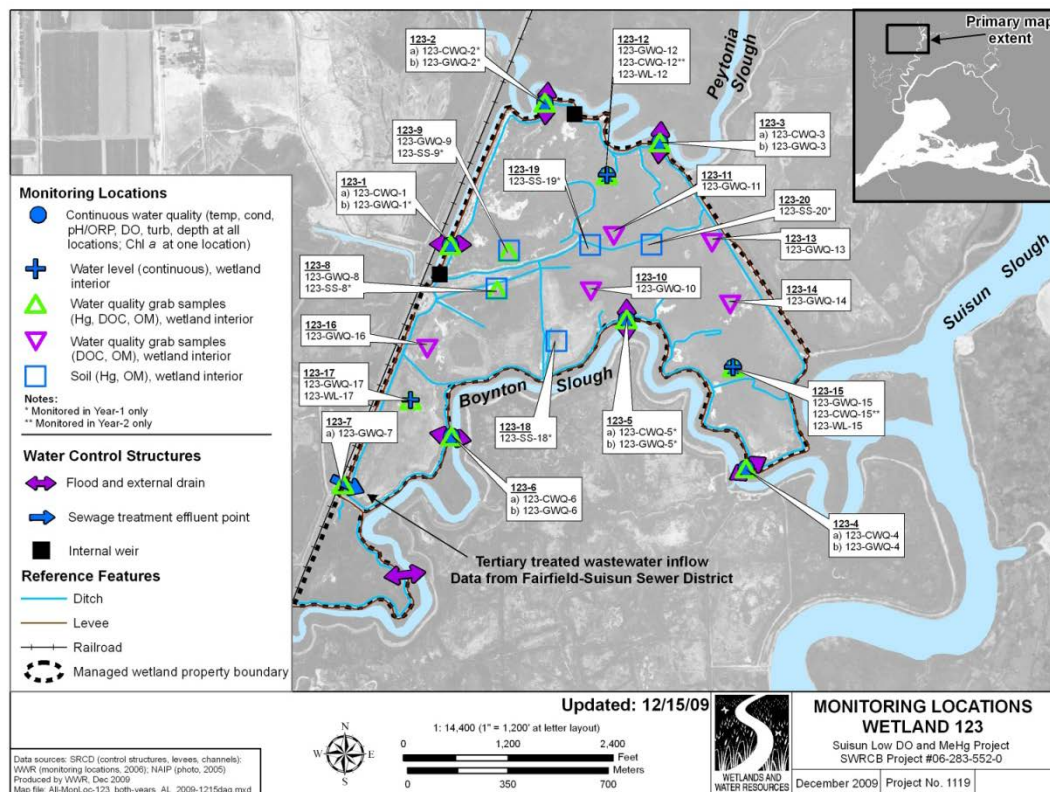 123-2
a) 123-CWQ-2*
b) 123-GWQ-2*
123-12
123-GWQ-12
123-CWQ-12**
123-WL-12
Peytonia
Slough
Primary map
extent
123-9
123-GWQ-9
123-SS-9*
123-3
a) 123-CWQ-3
b) 123-GWQ-3
123-19
123-SS-19*
123-11
123-GWQ-11
123-1
a) 123-CWQ-1
b) 123-GWQ-1*
123-20
123-SS-20*
123-13
123-GWQ-13
123-8
123-GWQ-8
123-SS-8*
123-10
123-GWQ-10
123-14
123-GWQ-14
Suisun Slough
123-16
123-GWQ-16
123-17
123-GWQ-17
123-WL-17
Boynton Slough
123-15
123-GWQ-15
123-CWQ-15**
123-WL-15
123-7
a) 123-GWQ-7
123-18
123-SS-18*
123-5
a) 123-CWQ-5*
b) 123-GWQ-5*
123-6
a) 123-CWQ-6
b) 123-GWQ-6
123-4
a) 123-CWQ-4
b) 123-GWQ-4
Tertiary treated wastewater inflow
Data from Fairfield-Suisun Sewer District
Monitoring Locations
Continuous water quality (temp, cond,
pH/ORP, DO, turb, depth at all
locations; Chl a at one location)
Water level (continuous), wetland
interior
Water quality grab samples
(Hg, DOC, OM), wetland interior
Water quality grab samples
(DOC, OM), wetland interior
Soil (Hg, OM), wetland interior
Notes:
* Monitored in Year-1 only
** Monitored in Year-2 only
Water Control Structures
Flood and external drain
Sewage treatment effluent point
Internal weir
Reference Features
Ditch
Levee
Railroad
Managed wetland property boundary
Data sources: SRCD (control structures, levees, channels);
WWR (monitoring locations, 2006); NAIP (photo, 2005)
Produced by WWR, Dec 2009
Map file: All-MonLoc-123_both-years_AL_2009-1215dag.mxd
N
W E
S
Updated: 12/15/09
1: 14,400 (1" = 1,200' at letter layout)
0 1,200 2,400
Feet
Meters
0 350 700
WETLANDS AND
WATER RESOURCES
MONITORING LOCATIONS
WETLAND 123
Suisun Low DO and MeHg Project
SWRCB Project #06-283-552-0
December 2009
Project No. 1119